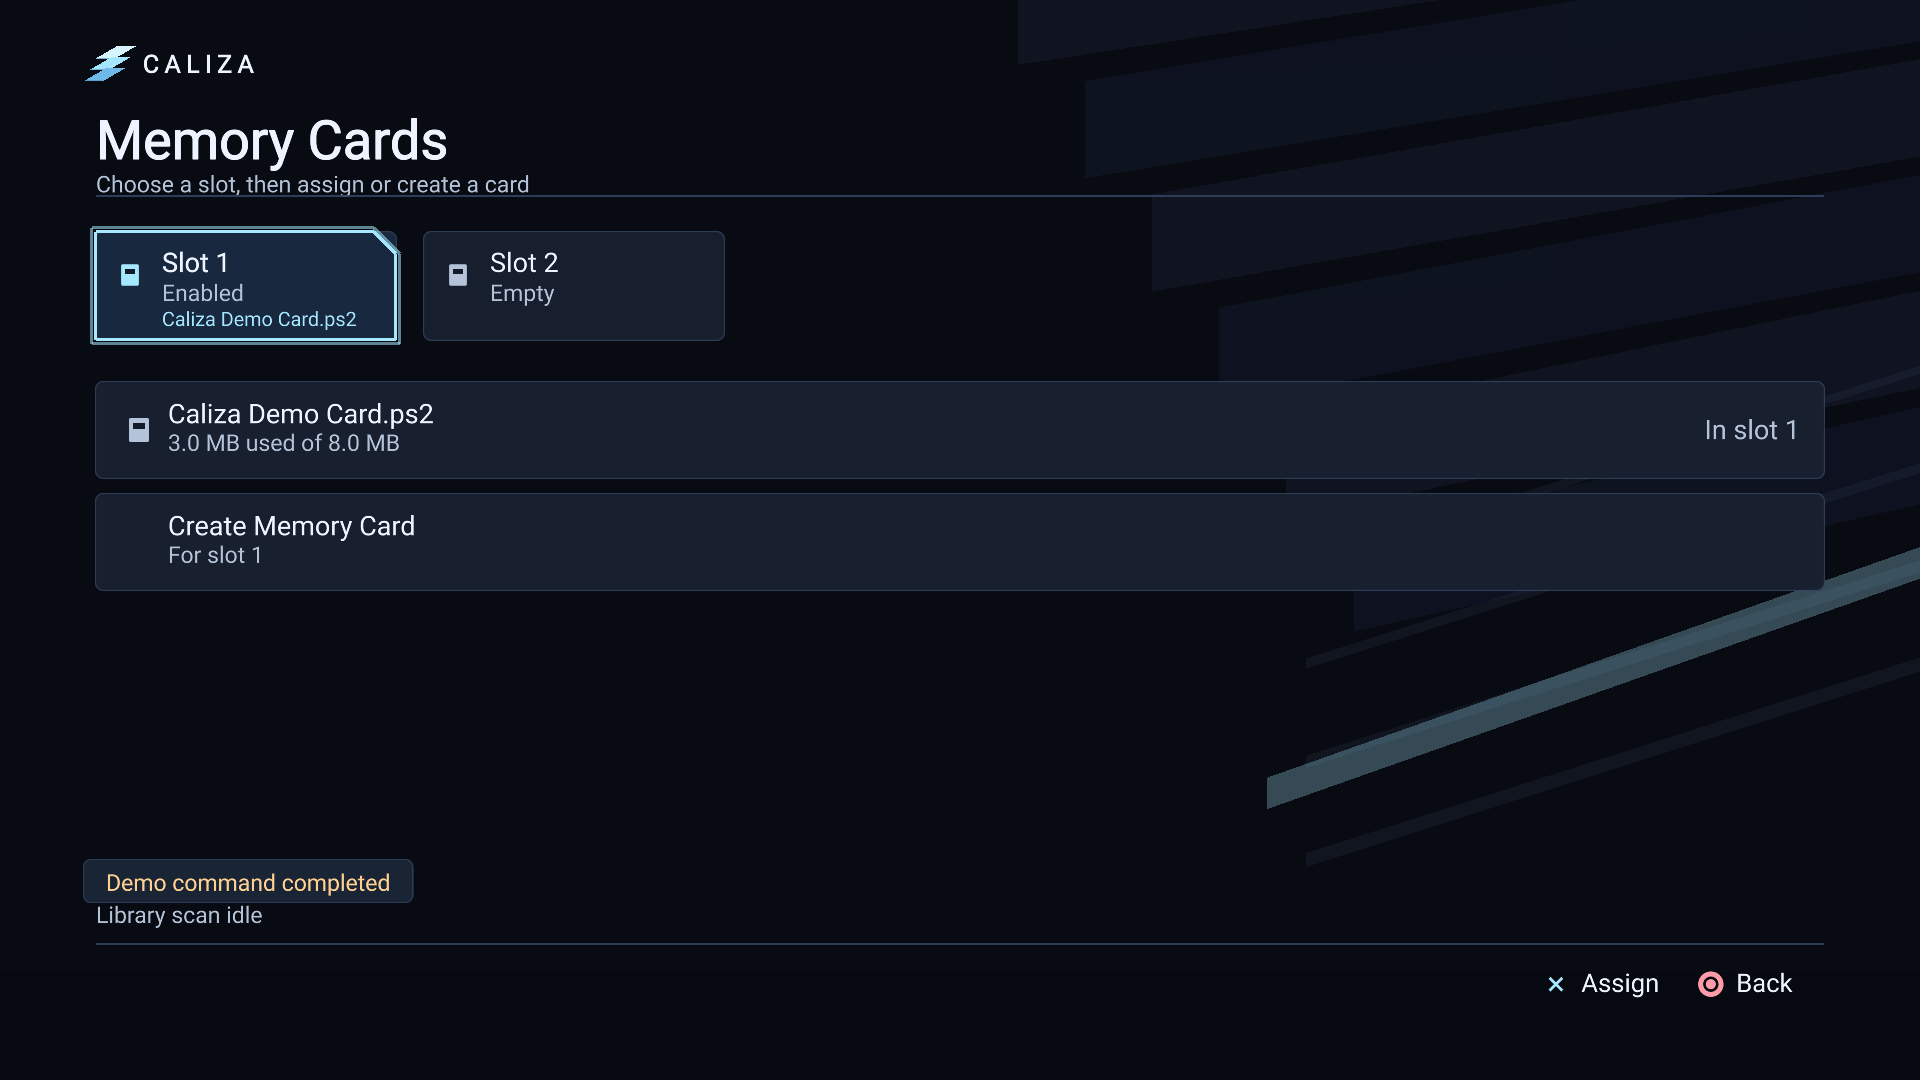 CALIZA
Memory Cards
Choose a slot, then assign or create a card
Slot 1
Enabled
Caliza Demo Card.ps2
Slot 2
Empty
Caliza Demo Card.ps2
3.0 MB used of 8.0 MB
In slot 1
Create Memory Card
For slot 1
Demo command completed
Library scan idle
Assign
Back